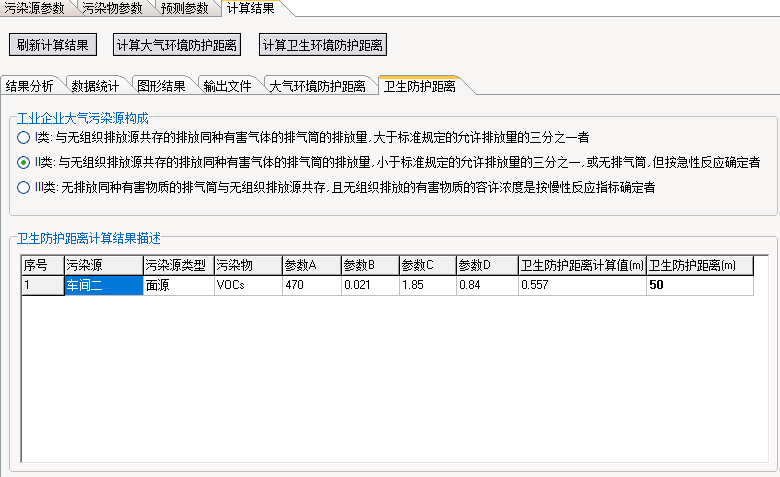 污染源参数 污染物参数 预测参数 计算结果
刷新计算结果 计算大气环境防护距离 计算卫生环境防护距离
结果分析 数据统计 图形结果 输出文件 大气环境防护距离 卫生防护距离
工业企业大气污染源构成
I类: 与无组织排放源共存的排放同种有害气体的排气筒的排放量, 大于标准规定的允许排放量的三分之一者
II类: 与无组织排放源共存的排放同种有害气体的排气筒的排放量, 小于标准规定的允许排放量的三分之一, 或无排气筒, 但按急性反应确定者
III类: 无排放同种有害物质的排气筒与无组织排放源共存, 且无组织排放的有害物质的容许浓度是按慢性反应指标确定者
卫生防护距离计算结果描述
序号 污染源 污染源类型 污染物 参数A 参数B 参数C 参数D 卫生防护距离计算值(m) 卫生防护距离(m)
1 车间二 面源 VOCs 470 0.021 1.85 0.84 0.557 50